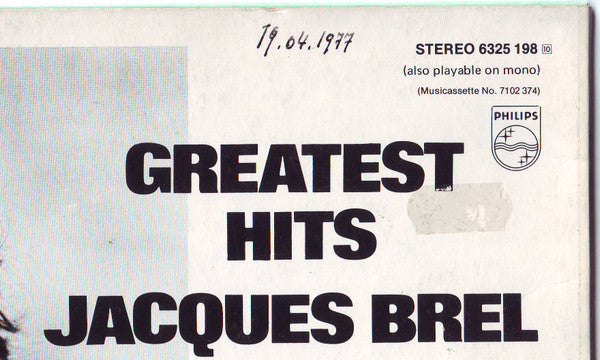 19.04.1977
STEREO 6325 198 10
(also playable on mono)
(Musicassette No. 7102 374)
PHILIPS
GREATEST
HITS
JACQUES BREL